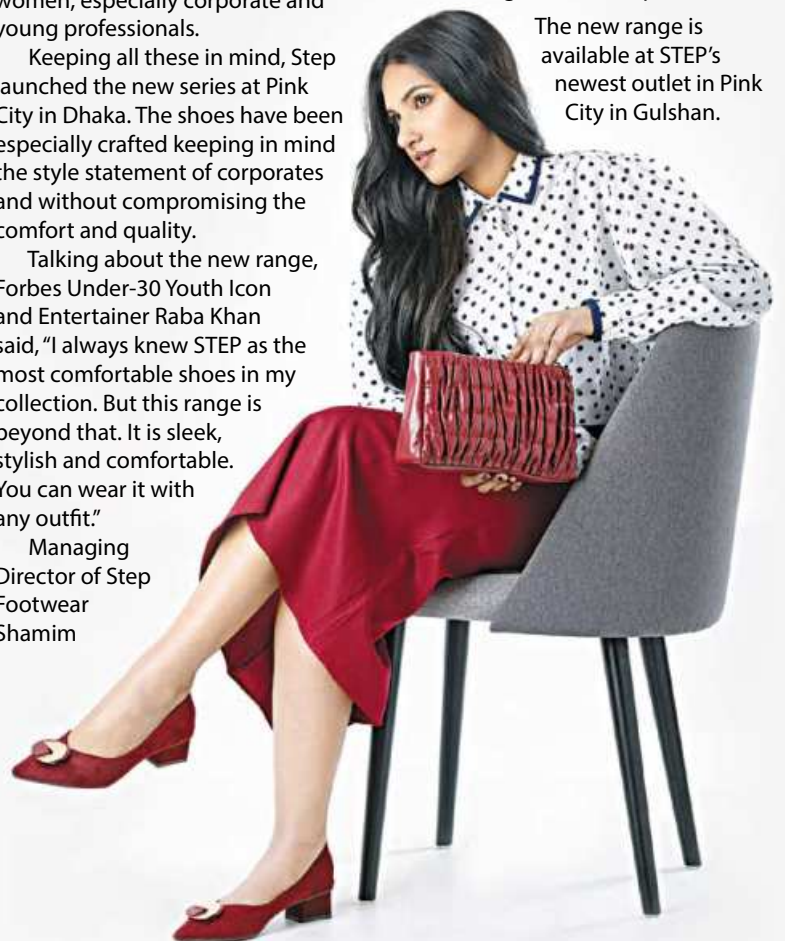 women, especially corporate and
young professionals.
Keeping all these in mind, Step
launched the new series at Pink
City in Dhaka. The shoes have been
especially crafted keeping in mind
the style statement of corporates
and without compromising the
comfort and quality.
Talking about the new range,
Forbes Under-30 Youth Icon
and Entertainer Raba Khan
said, “I always knew STEP as the
most comfortable shoes in my
collection. But this range is
beyond that. It is sleek,
stylish and comfortable.
You can wear it with
any outfit.”
Managing
Director of Step
Footwear
Shamim
The new range is
available at STEP’s
newest outlet in Pink
City in Gulshan.